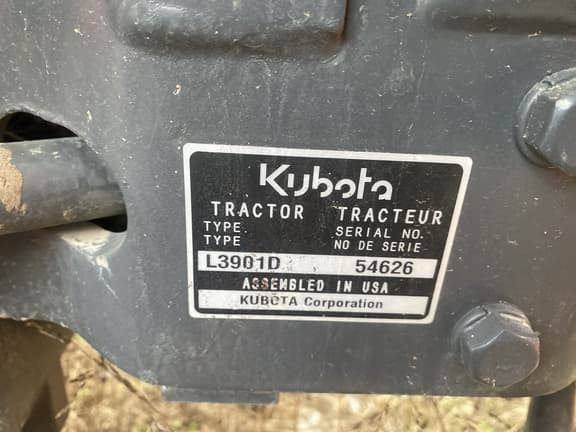 Kubota
TRACTOR TRACTEUR
TYPE SERIAL NO.
TYPE NO DE SERIE
L3901D 54626
ASSEMBLED IN USA
KUBOTA Corporation